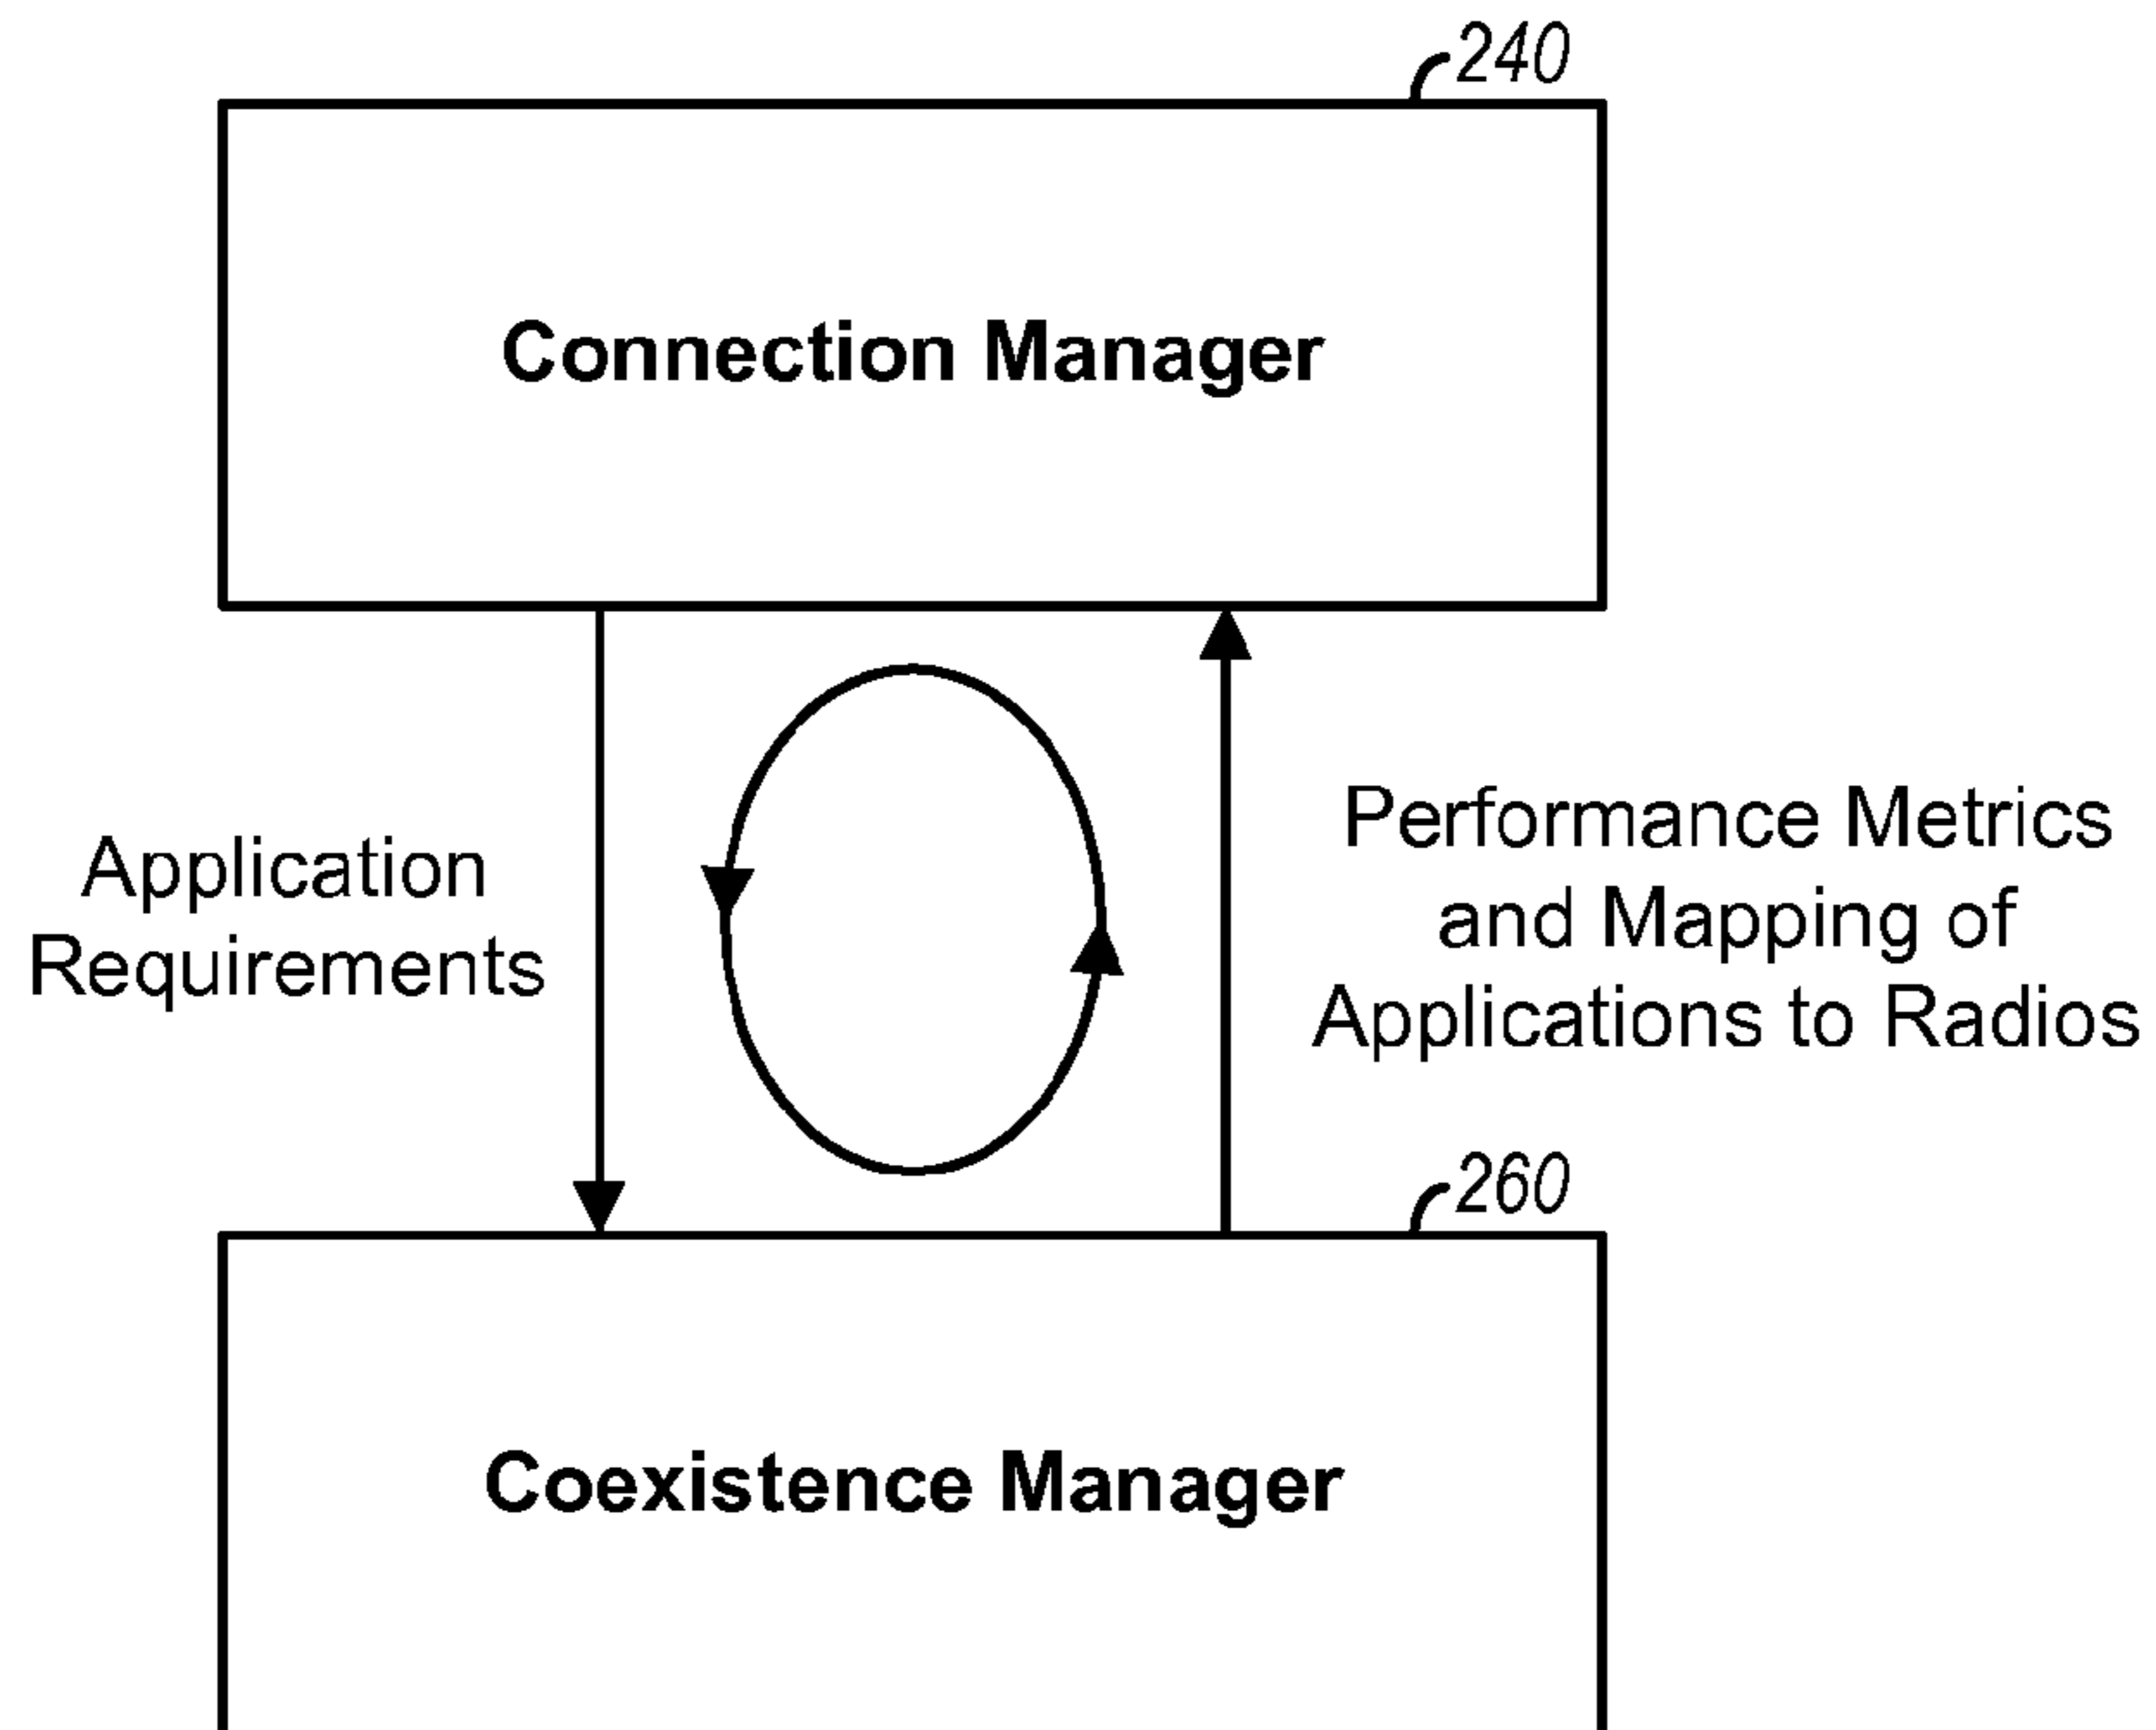 240
Connection Manager
Application
Requirements
Performance Metrics
and Mapping of
Applications to Radios
260
Coexistence Manager